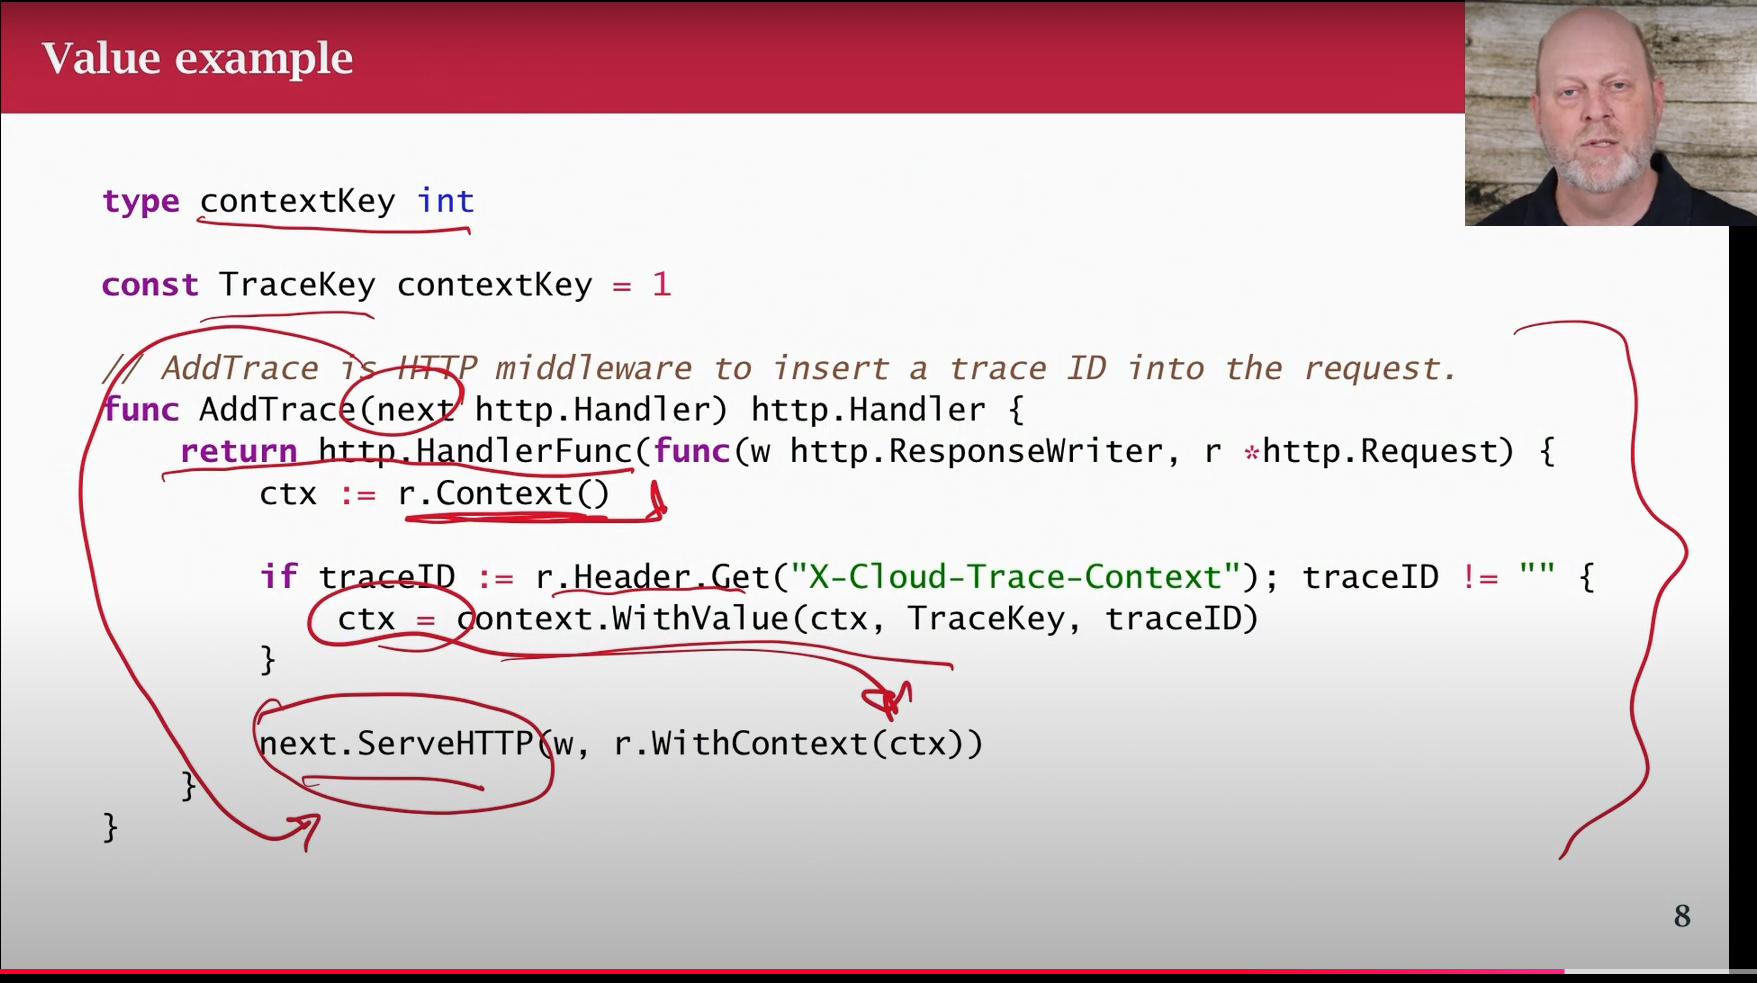 Value example
type contextKey int
const TraceKey contextKey = 1
// AddTrace is HTTP middleware to insert a trace ID into the request.
func AddTrace(next http.Handler) http.Handler {
    return http.HandlerFunc(func(w http.ResponseWriter, r *http.Request) {
        ctx := r.Context()
        if traceID := r.Header.Get("X-Cloud-Trace-Context"); traceID != "" {
            ctx = context.WithValue(ctx, TraceKey, traceID)
        }
        next.ServeHTTP(w, r.WithContext(ctx))
    }
}
8